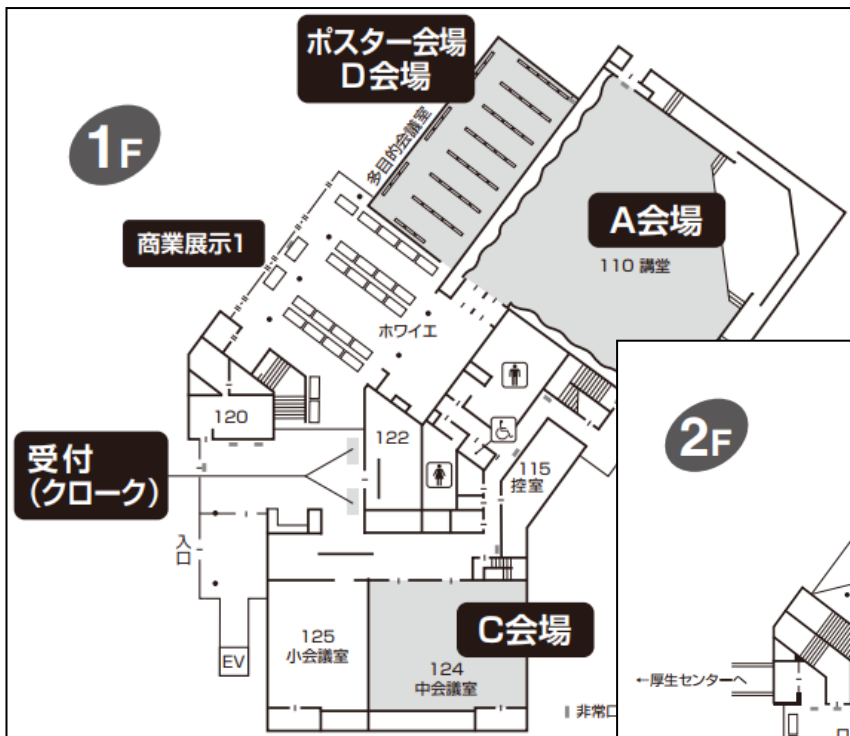 ポスター会場
D会場
1F
多目的会議室
A会場
110 講堂
商業展示1
ホワイエ
120
122
受付
(クローク)
115
控室
2F
入口
C会場
125
小会議室
124
中会議室
EV
←厚生センターへ
非常口